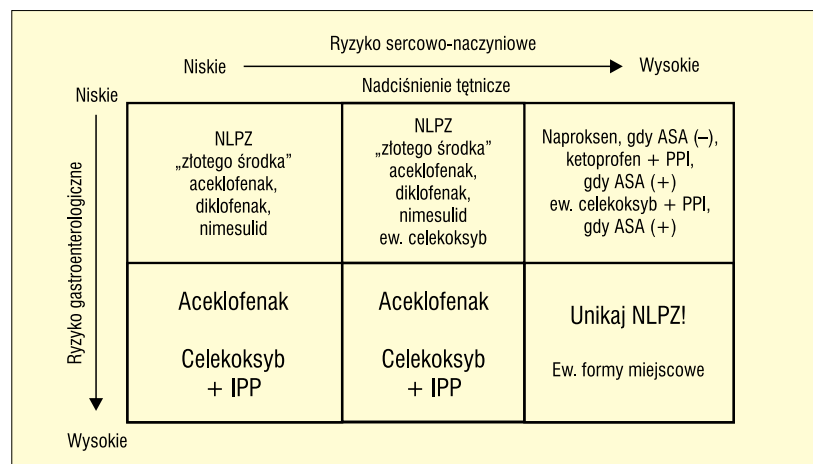 Ryzyko sercowo-naczyniowe
Niskie
Wysokie
Nadciśnienie tętnicze
Niskie
Ryzyko gastroenterologiczne
Wysokie
NLPZ
„złotego środka”
aceklofenak,
diklofenak,
nimesulid
NLPZ
„złotego środka”
aceklofenak,
diklofenak,
nimesulid
ew. celekoksyb
Naproksen, gdy ASA (–),
ketoprofen + PPI,
gdy ASA (+)
ew. celekoksyb + PPI,
gdy ASA (+)
Aceklofenak
Celekoksyb
+ IPP
Aceklofenak
Celekoksyb
+ IPP
Unikaj NLPZ!
Ew. formy miejscowe